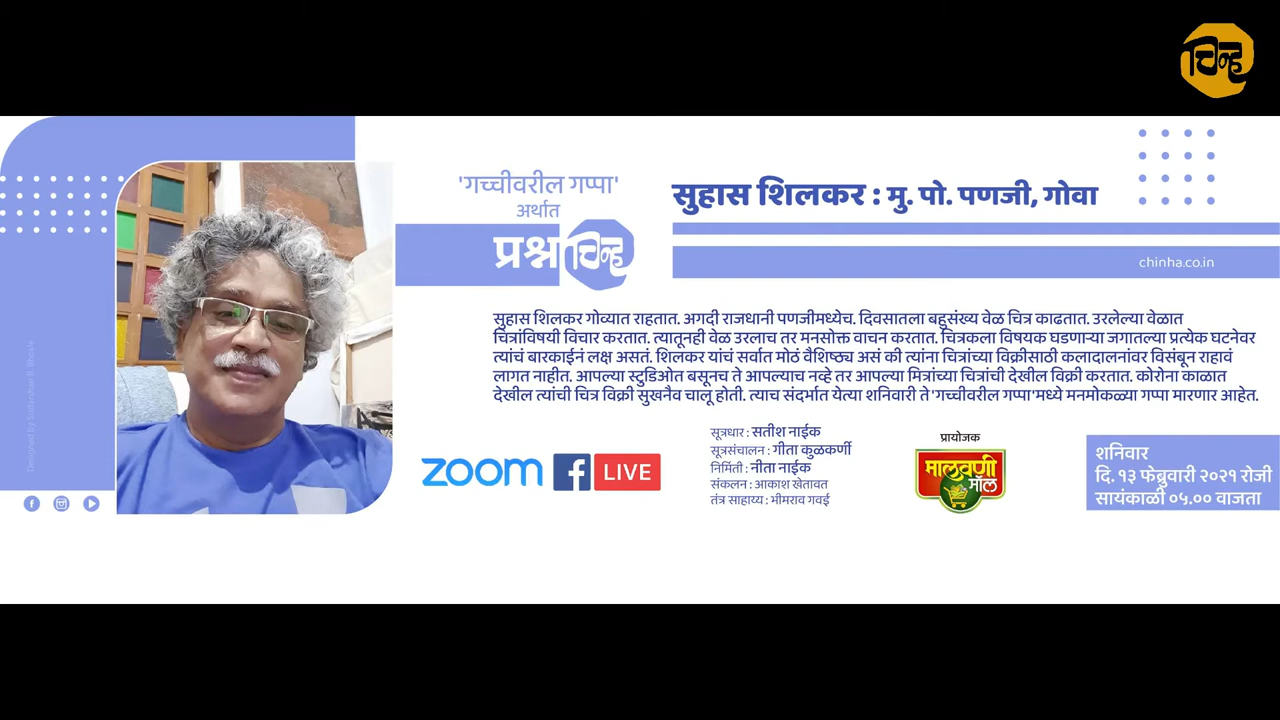 चिन्ह
'गच्चीवरील गप्पा'
अर्थात
प्रश्नचिन्ह
सुहास शिलकर : मु. पो. पणजी, गोवा
chinha.co.in
सुहास शिलकर गोव्यात राहतात. अगदी राजधानी पणजीमध्येच. दिवसातला बहुसंख्य वेळ चित्र काढतात. उरलेल्या वेळात
चित्रांविषयी विचार करतात. त्यातूनही वेळ उरलाच तर मनसोक्त वाचन करतात. चित्रकला विषयक घडणाऱ्या जगातल्या प्रत्येक घटनेवर
त्यांचं बारकाईनं लक्ष असतं. शिलकर यांचं सर्वात मोठं वैशिष्ठ्य असं की त्यांना चित्रांच्या विक्रीसाठी कलादालनांवर विसंबून राहावं
लागत नाहीत. आपल्या स्टुडिओत बसूनच ते आपल्याच नव्हे तर आपल्या मित्रांच्या चित्रांची देखील विक्री करतात. कोरोना काळात
देखील त्यांची चित्र विक्री सुखनैव चालू होती. त्याच संदर्भात येत्या शनिवारी ते 'गच्चीवरील गप्पा'मध्ये मनमोकळ्या गप्पा मारणार आहेत.
zoom
f LIVE
सूत्रधार : सतीश नाईक
सूत्रसंचालन : गीता कुळकर्णी
निर्मिती : नीता नाईक
संकलन : आकाश खेतावत
तंत्र साहाय्य : भीमराव गवई
प्रायोजक
मालवणी
मॉल
शनिवार
दि. १३ फेब्रुवारी २०२१ रोजी
सायंकाळी ०५.०० वाजता
Designed By Sudarshan B. Bhosle